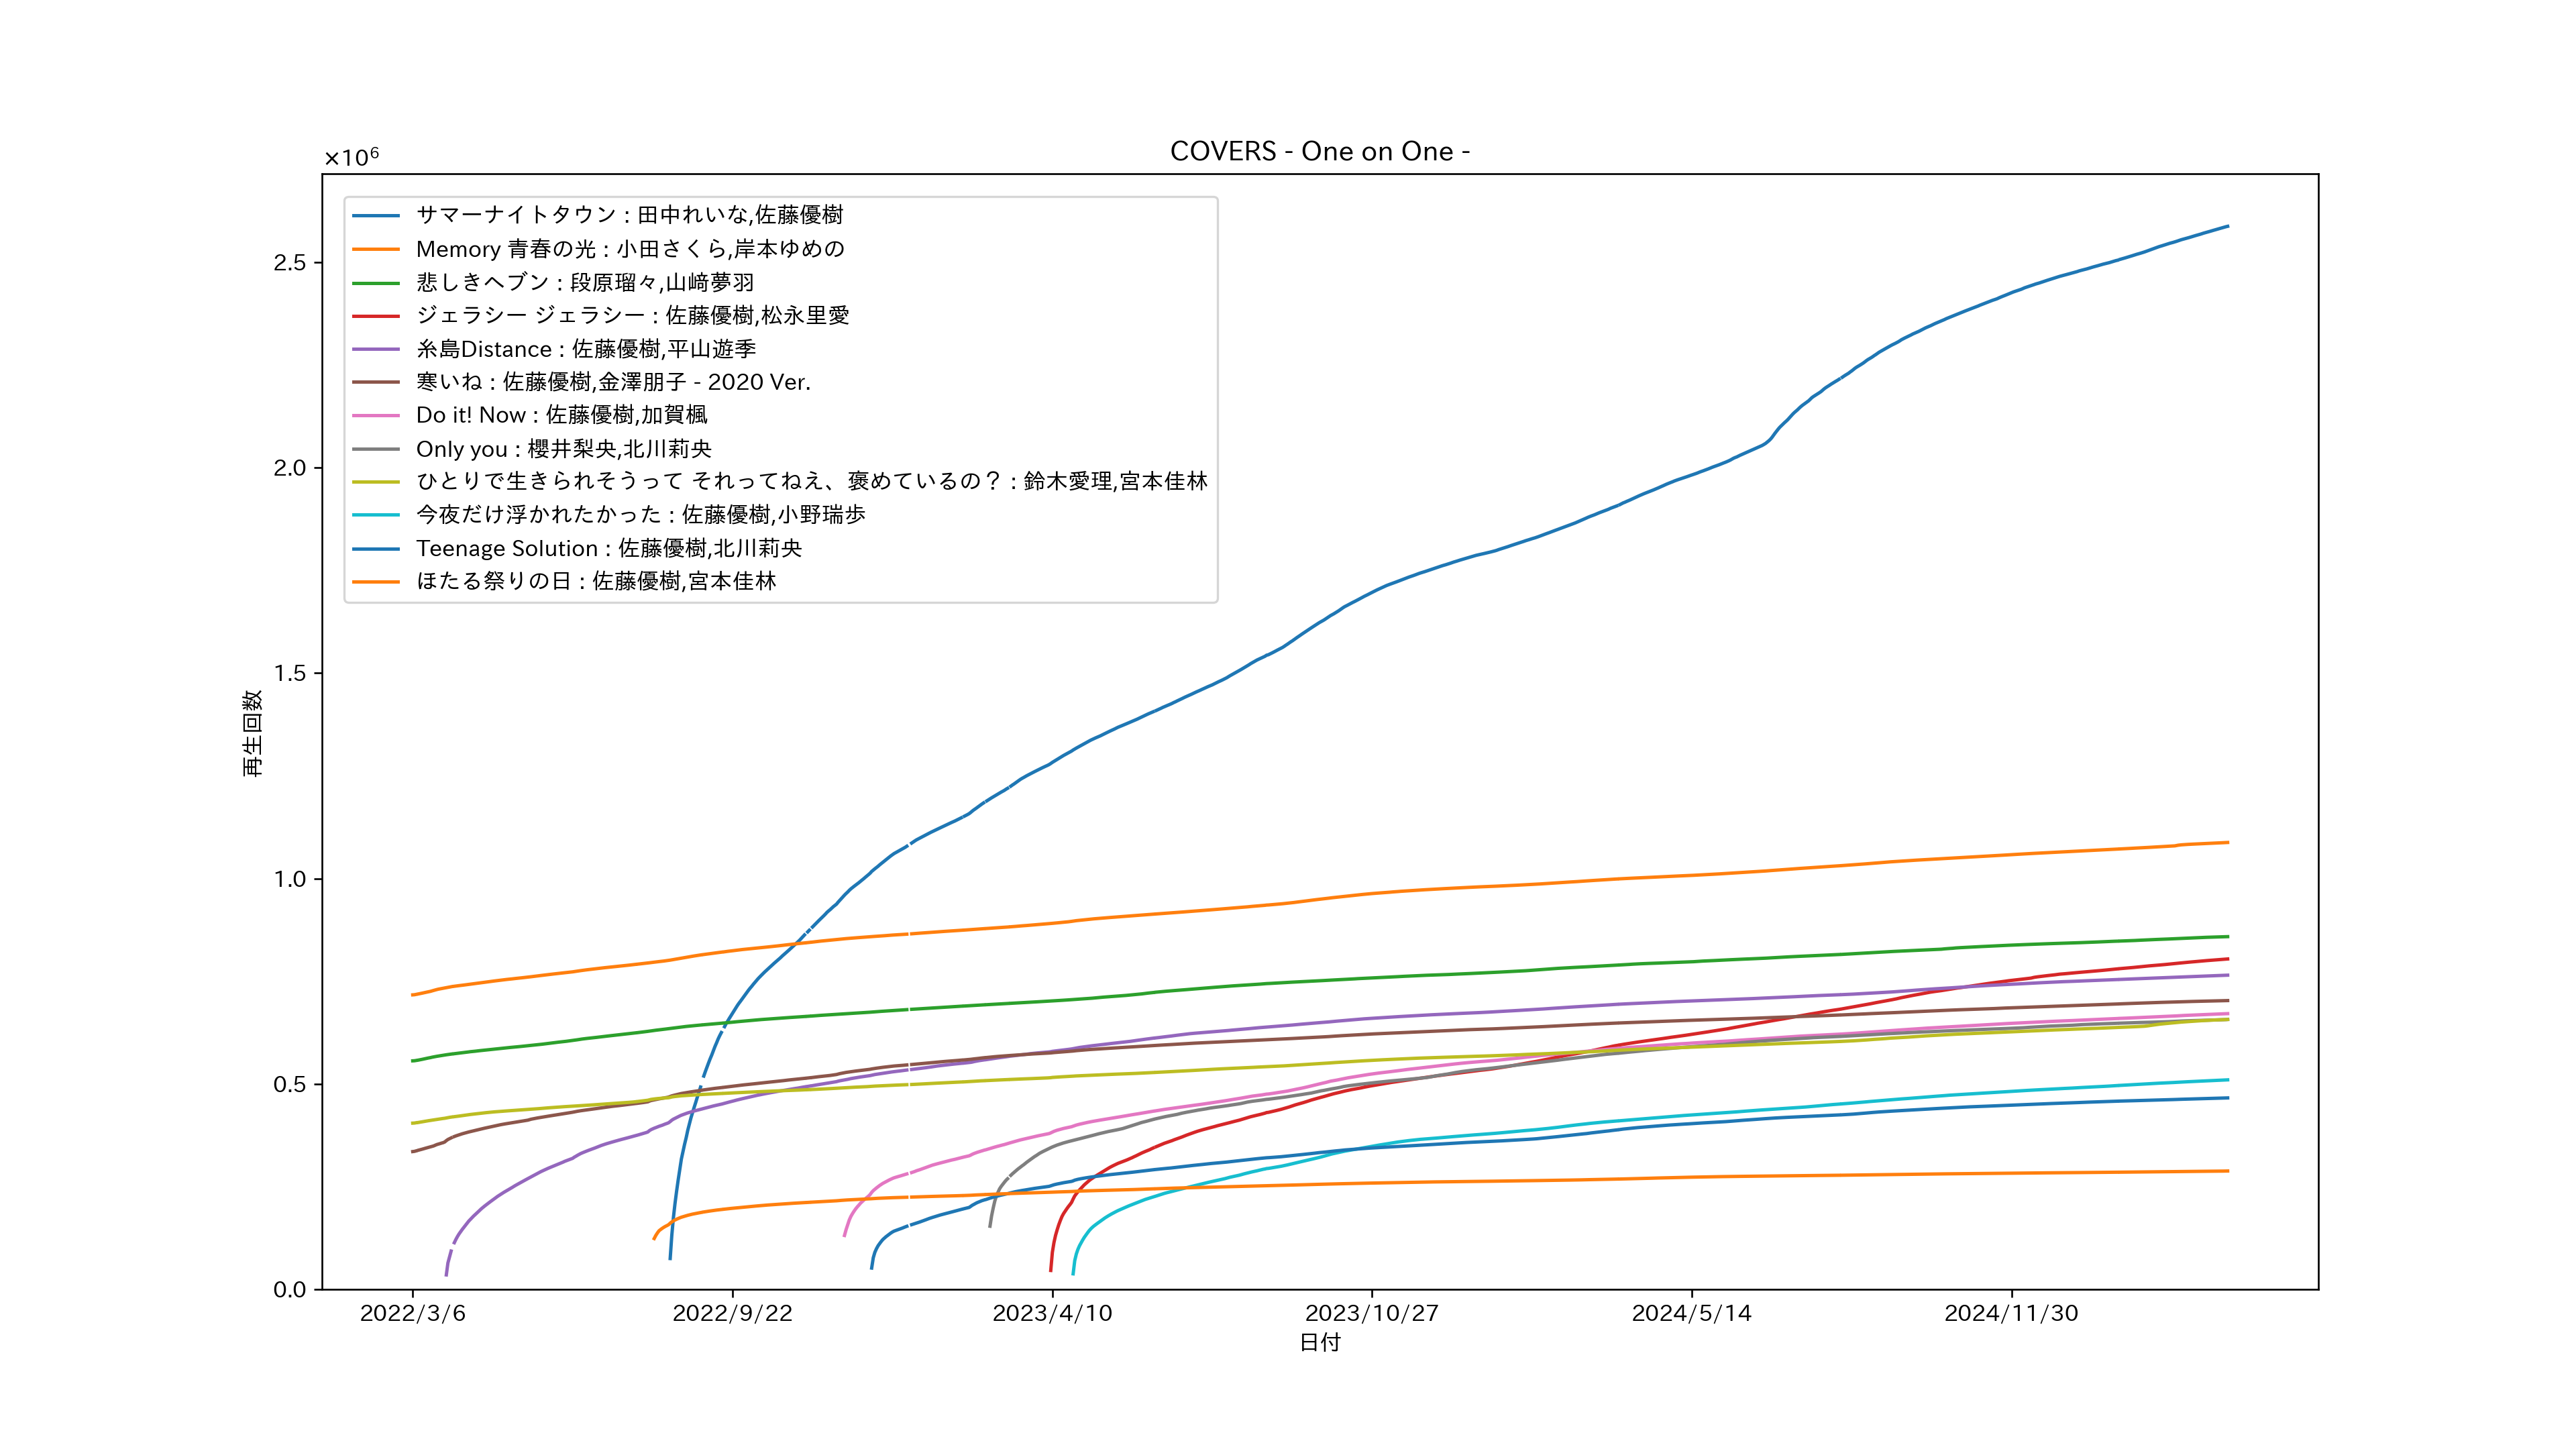 COVERS - One on One -
×10⁶
サマーナイトタウン : 田中れいな,佐藤優樹
Memory 青春の光 : 小田さくら,岸本ゆめの
悲しきヘブン : 段原瑠々,山﨑夢羽
ジェラシー ジェラシー : 佐藤優樹,松永里愛
糸島Distance : 佐藤優樹,平山遊季
寒いね : 佐藤優樹,金澤朋子 - 2020 Ver.
Do it! Now : 佐藤優樹,加賀楓
Only you : 櫻井梨央,北川莉央
ひとりで生きられそうって それってねえ、褒めているの？ : 鈴木愛理,宮本佳林
今夜だけ浮かれたかった : 佐藤優樹,小野瑞歩
Teenage Solution : 佐藤優樹,北川莉央
ほたる祭りの日 : 佐藤優樹,宮本佳林
2.5
2.0
1.5
1.0
0.5
0.0
再生回数
2022/3/6
2022/9/22
2023/4/10
2023/10/27
2024/5/14
2024/11/30
日付